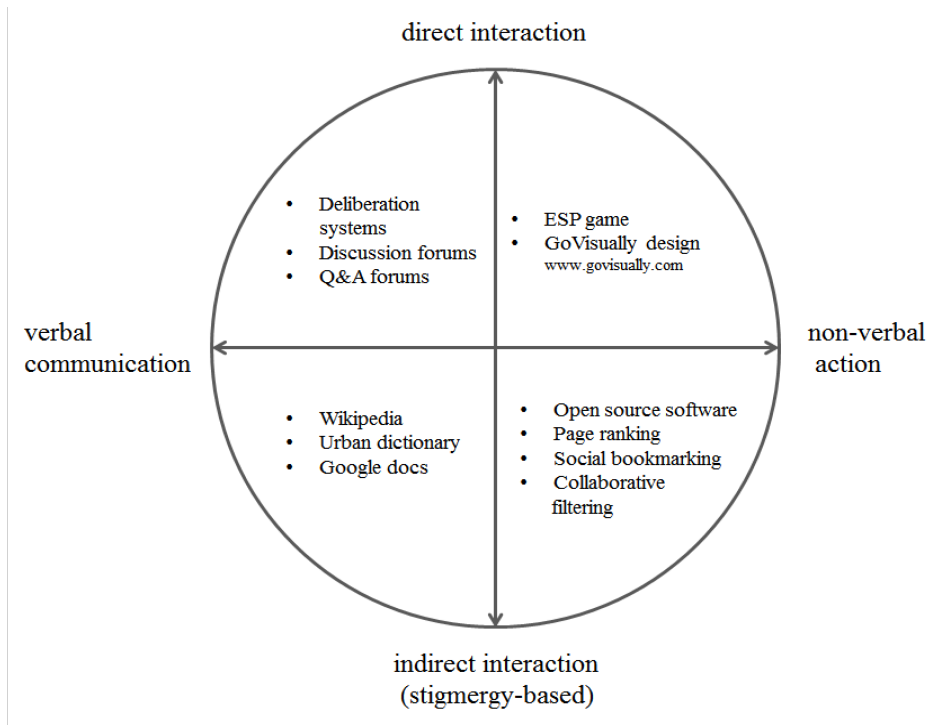 direct interaction
• Deliberation
systems
• Discussion forums
• Q&A forums
• ESP game
• GoVisually design
www.govisually.com
verbal
communication
non-verbal
action
• Wikipedia
• Urban dictionary
• Google docs
• Open source software
• Page ranking
• Social bookmarking
• Collaborative
filtering
indirect interaction
(stigmergy-based)